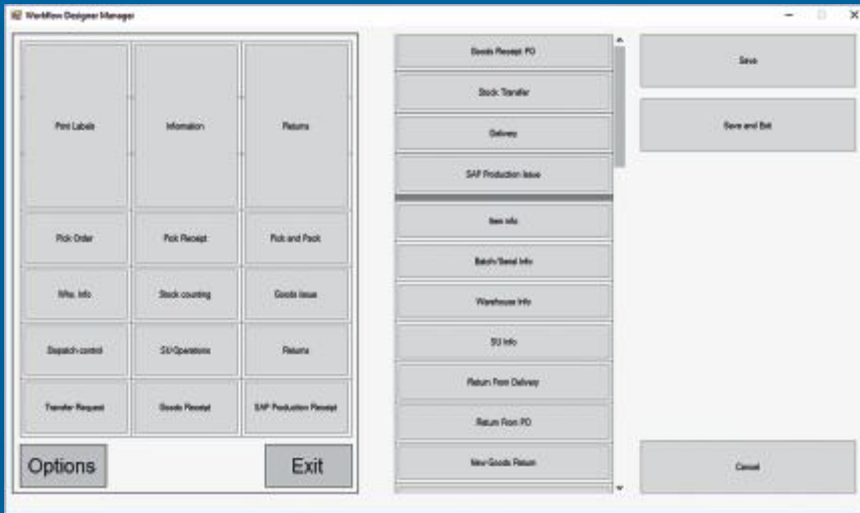 Workflow Designer Manager
Print Labels
Information
Returns
Pick Order
Pick Receipt
Pick and Pack
Whs. Info
Stock counting
Goods Issue
Dispatch control
SU Operations
Returns
Transfer Request
Goods Receipt
SAP Production Receipt
Options
Exit
Goods Receipt PO
Stock Transfer
Delivery
SAP Production Issue
Item Info
Batch/Serial Info
Warehouse Info
SU Info
Return From Delivery
Return From PO
New Goods Return
Save
Save and Exit
Cancel